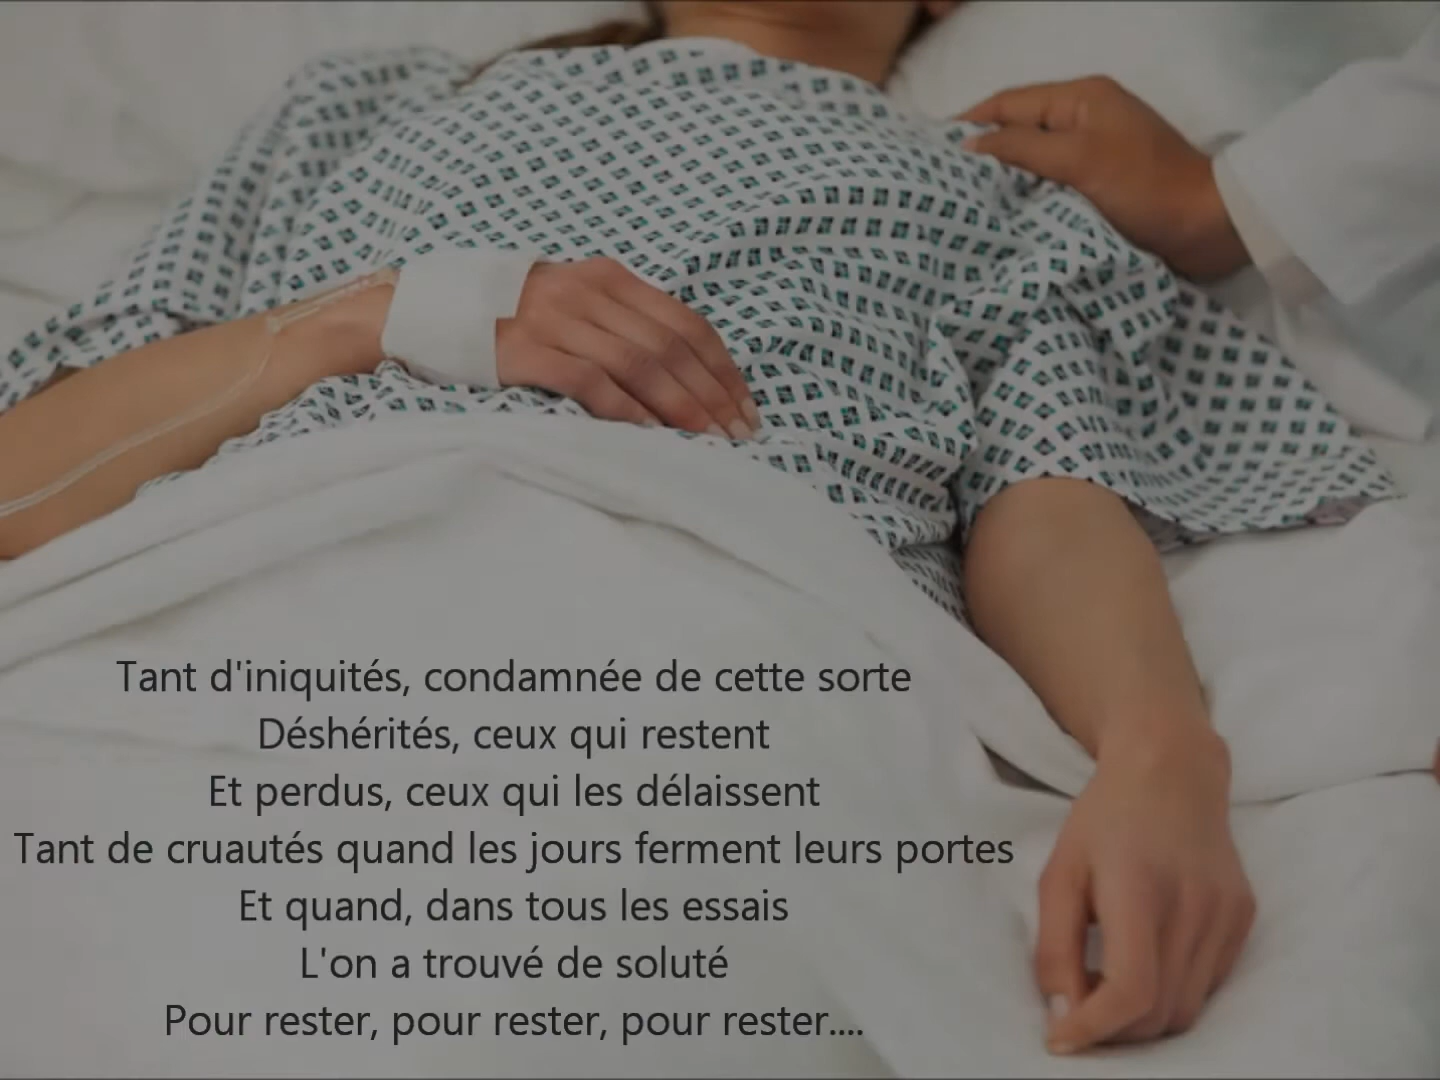 Tant d'iniquités, condamnée de cette sorte
Déshérités, ceux qui restent
Et perdus, ceux qui les délaissent
Tant de cruautés quand les jours ferment leurs portes
Et quand, dans tous les essais
L'on a trouvé de soluté
Pour rester, pour rester, pour rester....